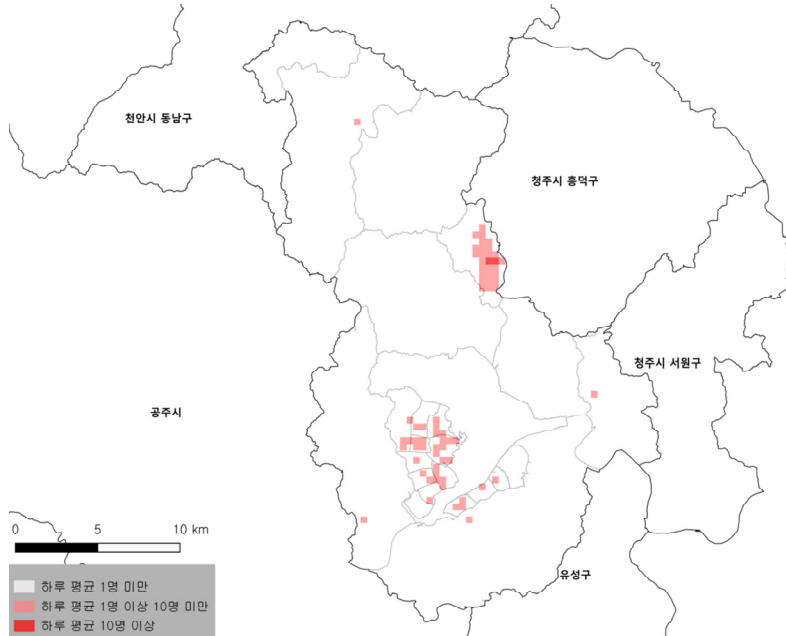 천안시 동남구
청주시 흥덕구
청주시 서원구
공주시
0 5 10 km
유성구
하루 평균 1명 미만
하루 평균 1명 이상 10명 미만
하루 평균 10명 이상